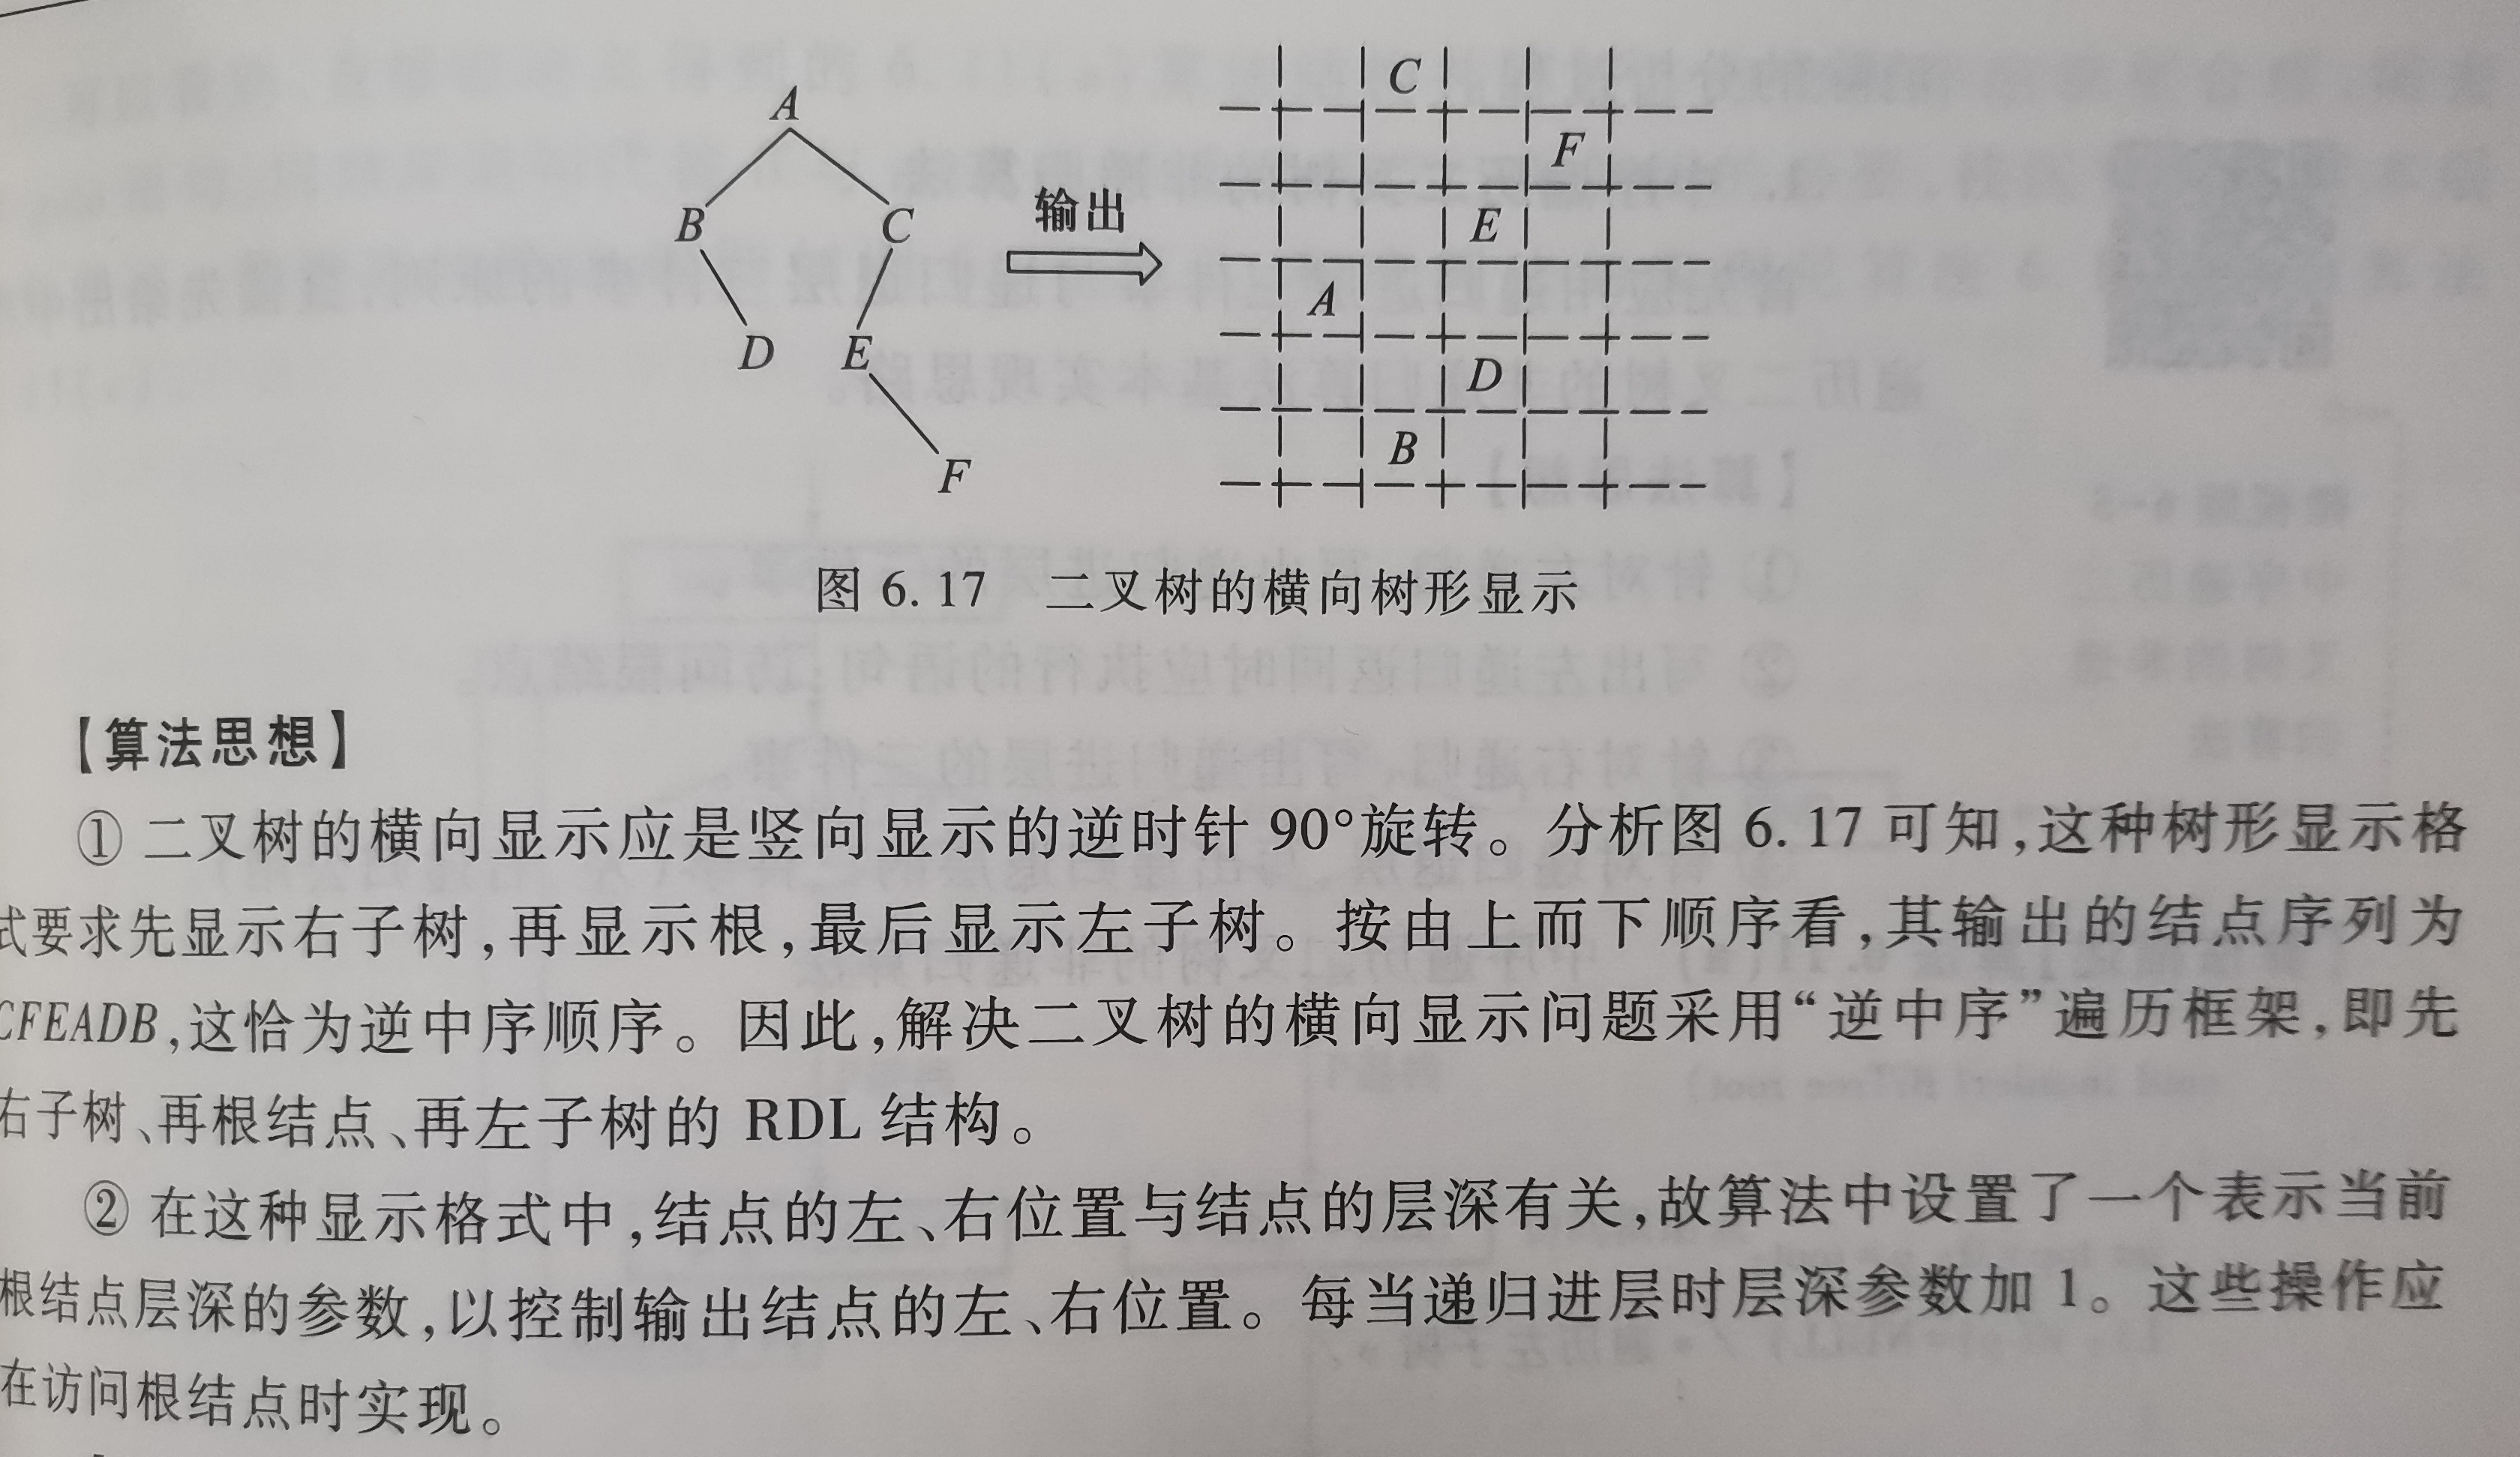 A
B
C
D
E
F
输出
C
F
E
A
D
B
图 6.17 二叉树的横向树形显示
【算法思想】
① 二叉树的横向显示应是竖向显示的逆时针 90°旋转。分析图 6.17 可知,这种树形显示格
式要求先显示右子树,再显示根,最后显示左子树。按由上而下顺序看,其输出的结点序列为
CFEADB,这恰为逆中序顺序。因此,解决二叉树的横向显示问题采用“逆中序”遍历框架,即先
右子树、再根结点、再左子树的 RDL 结构。
② 在这种显示格式中,结点的左、右位置与结点的层深有关,故算法中设置了一个表示当前
根结点层深的参数,以控制输出结点的左、右位置。每当递归进层时层深参数加 1。这些操作应
在访问根结点时实现。